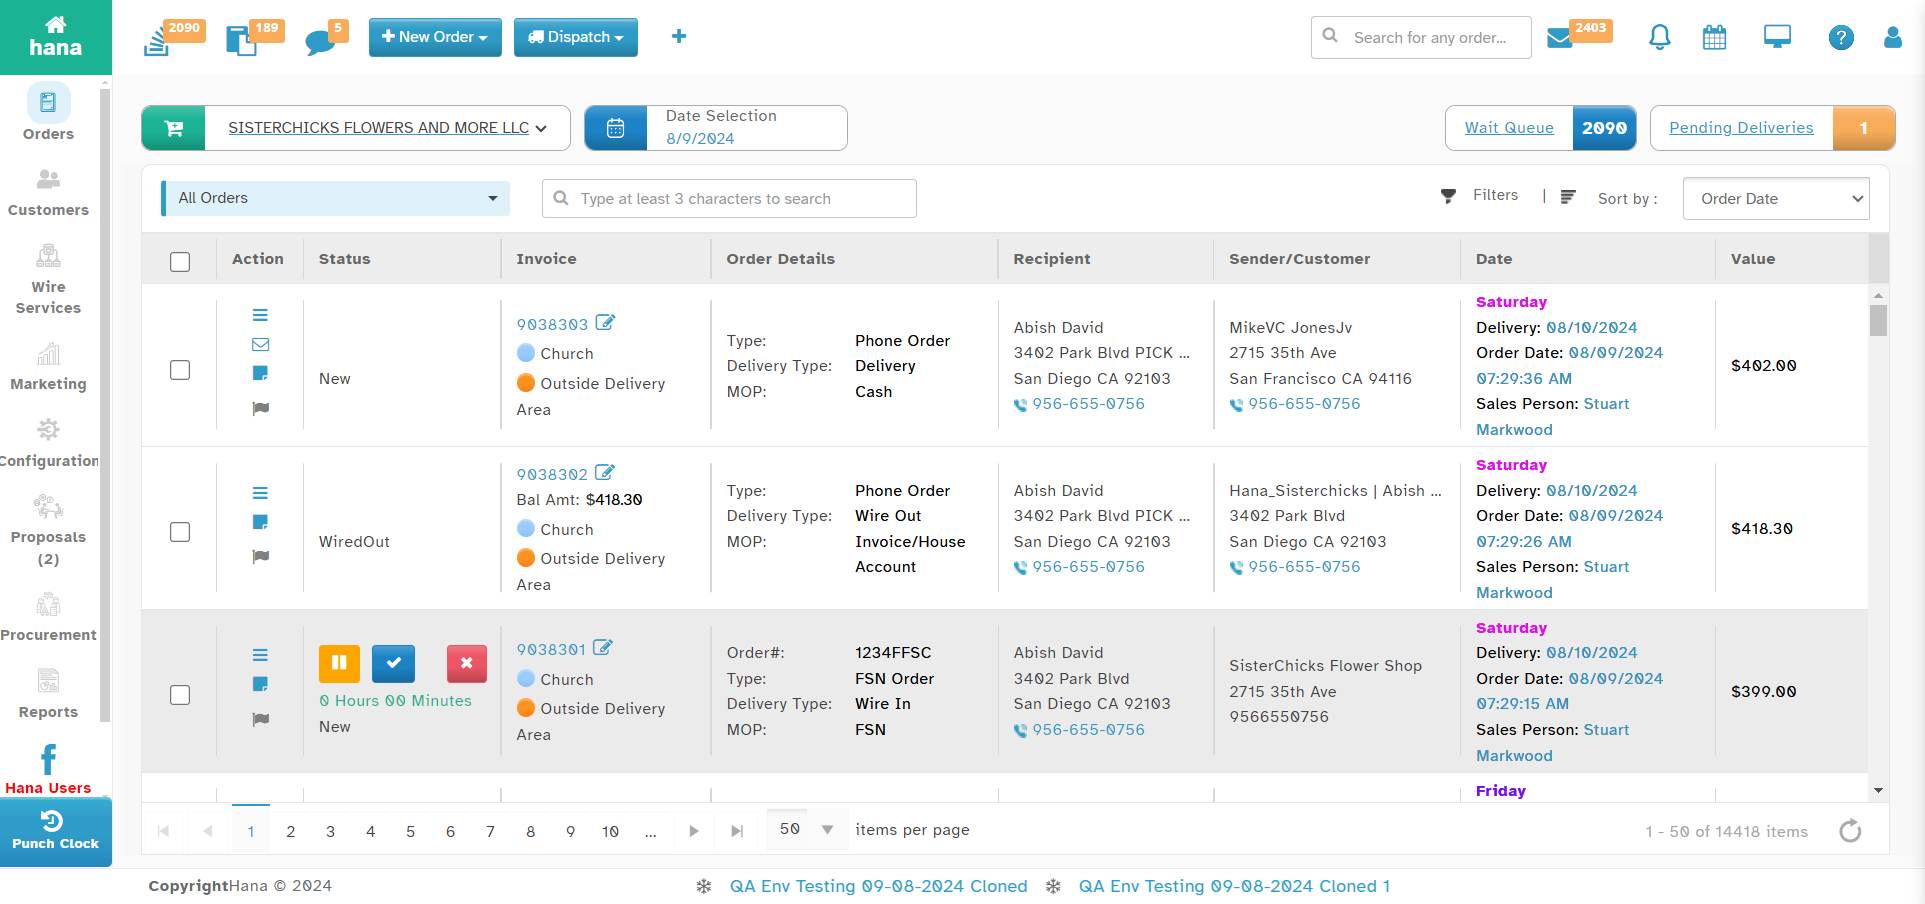 hana
2090
189
5
New Order
Dispatch
Search for any order...
2403
Orders
Customers
Wire
Services
Marketing
Configuration
Proposals
(2)
Procurement
Reports
Hana Users
Punch Clock
SISTERCHICKS FLOWERS AND MORE LLC
Date Selection
8/9/2024
Wait Queue 2090
Pending Deliveries 1
All Orders
Type at least 3 characters to search
Filters | Sort by :
Order Date
Action Status Invoice Order Details Recipient Sender/Customer Date Value
New
9038303
Church
Outside Delivery
Area
Type: Phone Order
Delivery Type: Delivery
MOP: Cash
Abish David
3402 Park Blvd PICK ...
San Diego CA 92103
956-655-0756
MikeVC JonesJv
2715 35th Ave
San Francisco CA 94116
956-655-0756
Saturday
Delivery: 08/10/2024
Order Date: 08/09/2024
07:29:36 AM
Sales Person: Stuart
Markwood
$402.00
WiredOut
9038302
Bal Amt: $418.30
Church
Outside Delivery
Area
Type: Phone Order
Delivery Type: Wire Out
MOP: Invoice/House
Account
Abish David
3402 Park Blvd PICK ...
San Diego CA 92103
956-655-0756
Hana_Sisterchicks | Abish ...
3402 Park Blvd
San Diego CA 92103
956-655-0756
Saturday
Delivery: 08/10/2024
Order Date: 08/09/2024
07:29:26 AM
Sales Person: Stuart
Markwood
$418.30
0 Hours 00 Minutes
New
9038301
Church
Outside Delivery
Area
Order#: 1234FFSC
Type: FSN Order
Delivery Type: Wire In
MOP: FSN
Abish David
3402 Park Blvd
San Diego CA 92103
956-655-0756
SisterChicks Flower Shop
2715 35th Ave
9566550756
Saturday
Delivery: 08/10/2024
Order Date: 08/09/2024
07:29:15 AM
Sales Person: Stuart
Markwood
$399.00
Friday
1 2 3 4 5 6 7 8 9 10 ...
50 items per page
1 - 50 of 14418 items
CopyrightHana © 2024
QA Env Testing 09-08-2024 Cloned
QA Env Testing 09-08-2024 Cloned 1